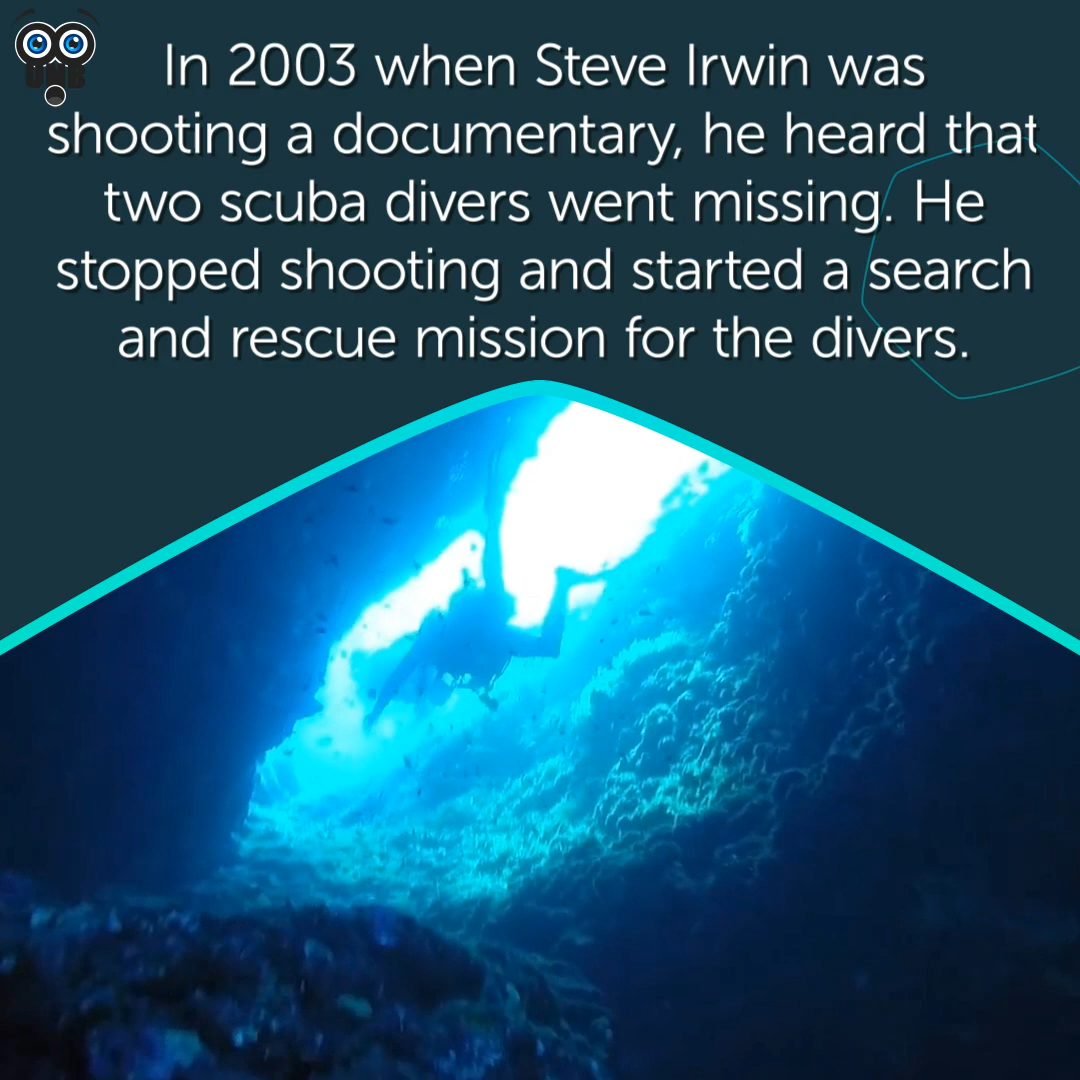 In 2003 when Steve Irwin was
shooting a documentary, he heard that
two scuba divers went missing. He
stopped shooting and started a search
and rescue mission for the divers.